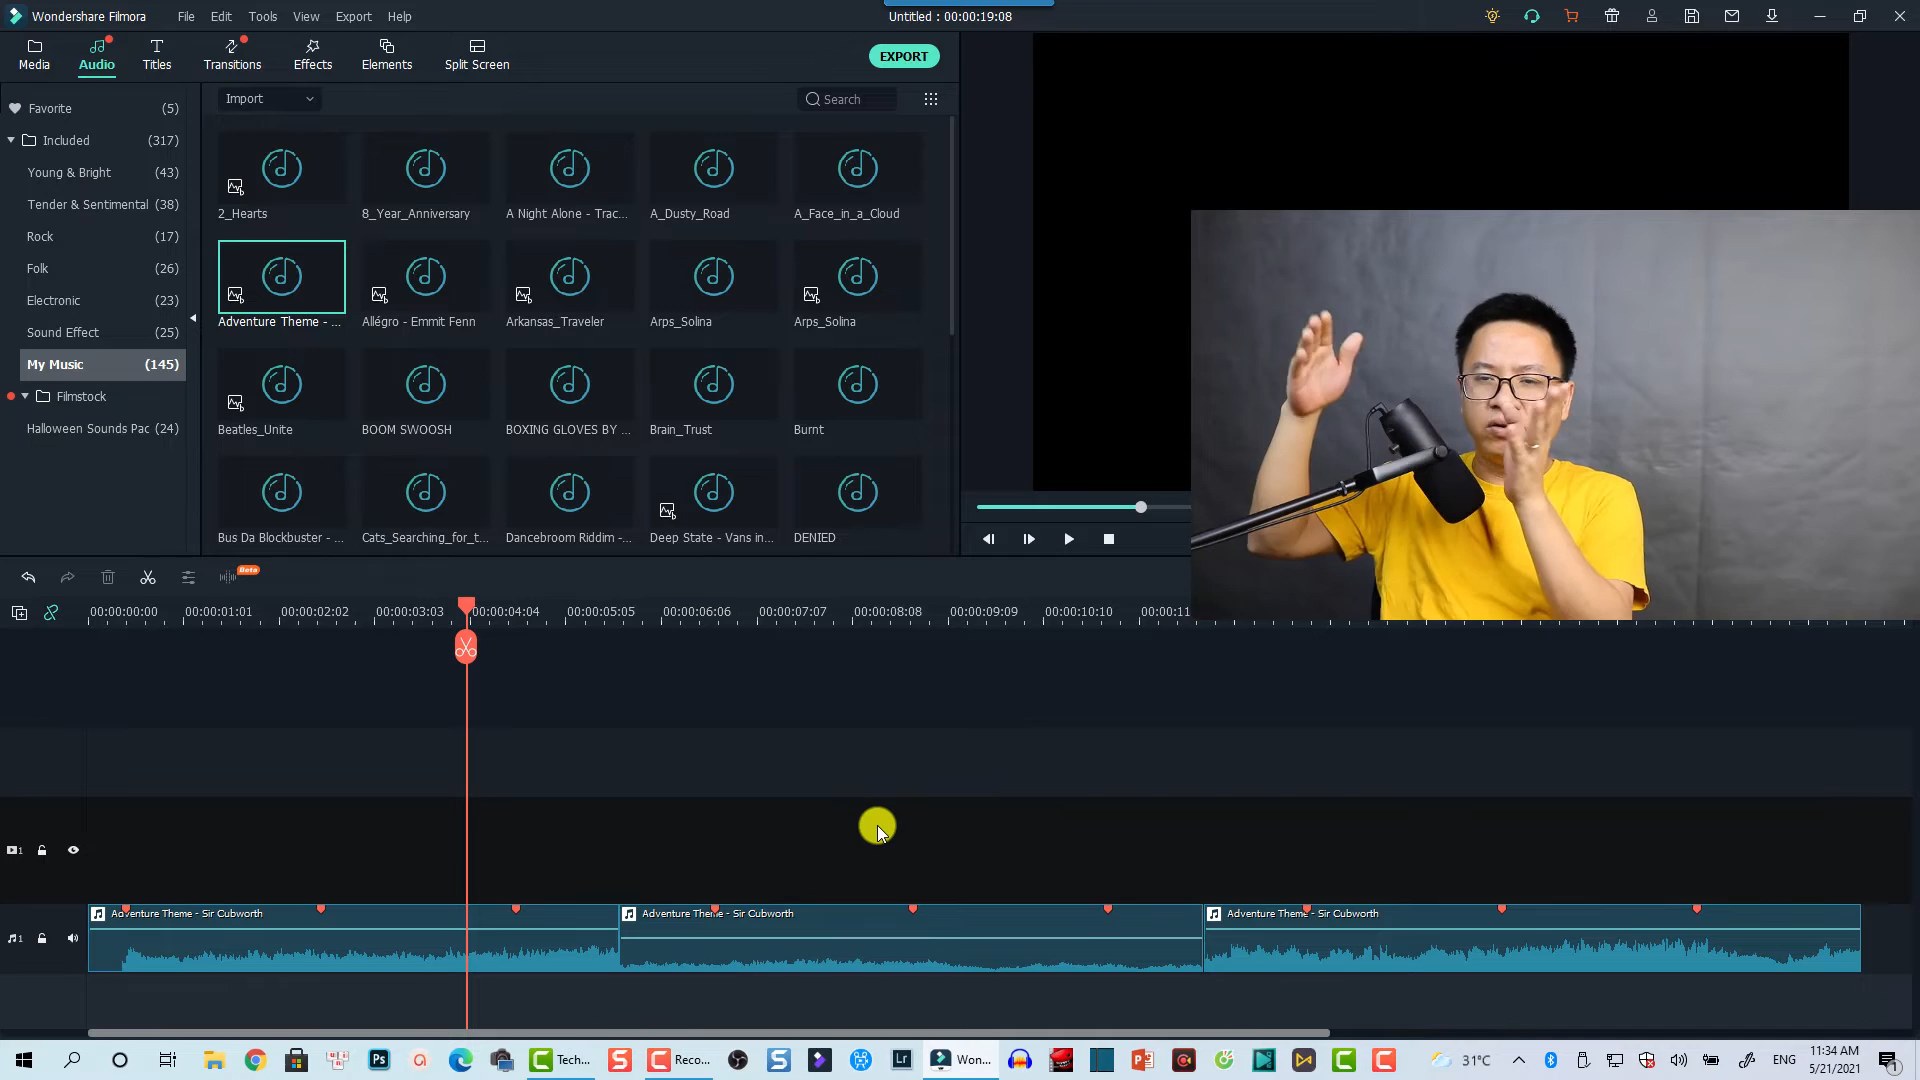 Wondershare Filmora File Edit Tools View Export Help Untitled : 00:00:19:08
Media Audio Titles Transitions Effects Elements Split Screen EXPORT
Import Search
Favorite (5)
Included (317)
Young & Bright (43)
Tender & Sentimental (38)
Rock (17)
Folk (26)
Electronic (23)
Sound Effect (25)
My Music (145)
Filmstock
Halloween Sounds Pac (24)
2_Hearts 8_Year_Anniversary A Night Alone - Trac... A_Dusty_Road A_Face_in_a_Cloud
Adventure Theme - ... Allégro - Emmit Fenn Arkansas_Traveler Arps_Solina Arps_Solina
Beatles_Unite BOOM SWOOSH BOXING GLOVES BY ... Brain_Trust Burnt
Bus Da Blockbuster - ... Cats_Searching_for_t... Dancebroom Riddim -... Deep State - Vans in... DENIED
Beta
00:00:00:00 00:00:01:01 00:00:02:02 00:00:03:03 00:00:04:04 00:00:05:05 00:00:06:06 00:00:07:07 00:00:08:08 00:00:09:09 00:00:10:10 00:00:11
1
Adventure Theme - Sir Cubworth Adventure Theme - Sir Cubworth Adventure Theme - Sir Cubworth
1
Ps Tech... Reco... Lr Won... 31°C ENG 11:34 AM
5/21/2021